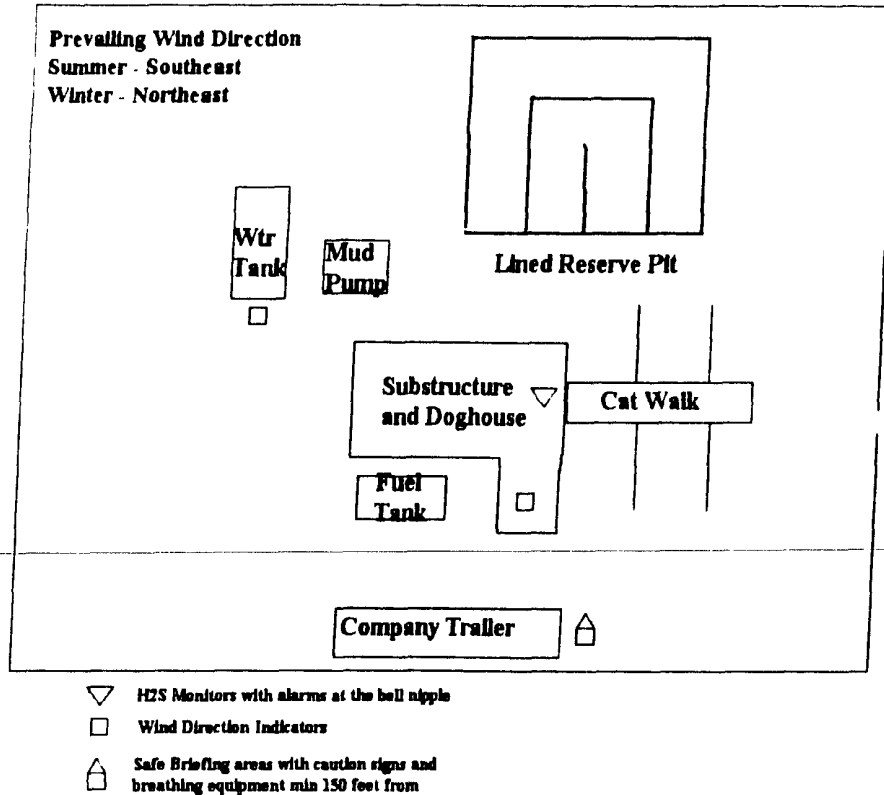 Prevailing Wind Direction
Summer - Southeast
Winter - Northeast
Wtr
Tank
Mud
Pump
Lined Reserve Pit
Substructure
and Doghouse
Cat Walk
Fuel
Tank
Company Trailer
H2S Monitors with alarms at the bell nipple
Wind Direction Indicators
Safe Briefing areas with caution signs and
breathing equipment min 150 feet from